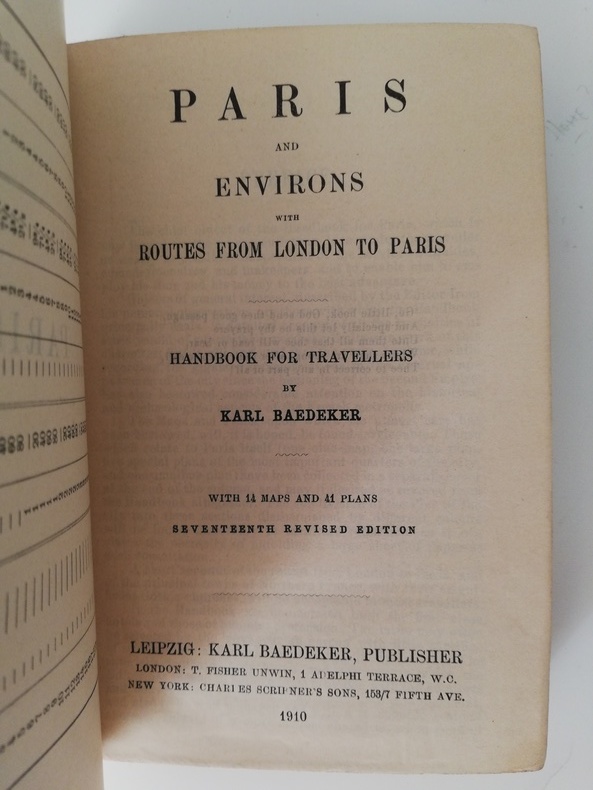 PARIS
AND
ENVIRONS
WITH
ROUTES FROM LONDON TO PARIS
HANDBOOK FOR TRAVELLERS
BY
KARL BAEDEKER
WITH 14 MAPS AND 41 PLANS
SEVENTEENTH REVISED EDITION
LEIPZIG: KARL BAEDEKER, PUBLISHER
LONDON: T. FISHER UNWIN, 1 ADELPHI TERRACE, W.C.
NEW YORK: CHARLES SCRIBNER'S SONS, 153/7 FIFTH AVE.
1910